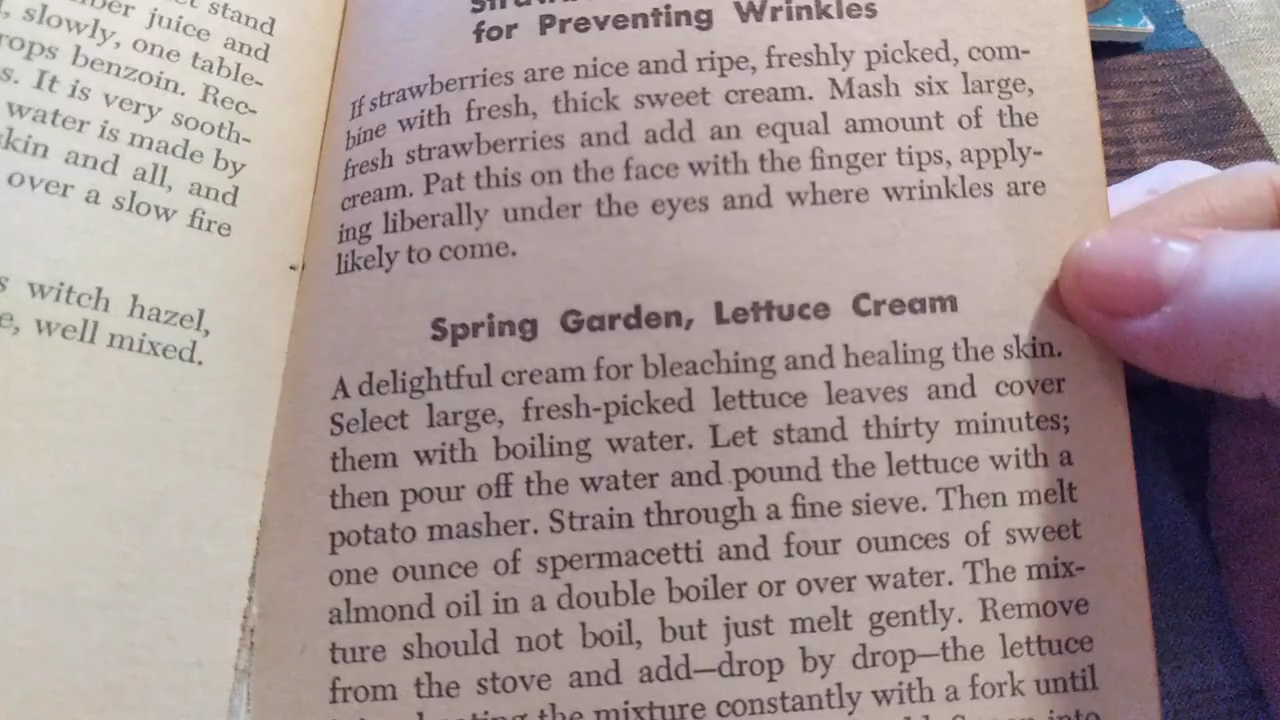 stand
juice and
slowly, one table-
drops benzoin. Rec-
s. It is very sooth-
water is made by
skin and all, and
over a slow fire
witch hazel,
well mixed.
for Preventing Wrinkles
If strawberries are nice and ripe, freshly picked, com-
bine with fresh, thick sweet cream. Mash six large,
fresh strawberries and add an equal amount of the
cream. Pat this on the face with the finger tips, apply-
ing liberally under the eyes and where wrinkles are
likely to come.
Spring Garden, Lettuce Cream
A delightful cream for bleaching and healing the skin.
Select large, fresh-picked lettuce leaves and cover
them with boiling water. Let stand thirty minutes;
then pour off the water and pound the lettuce with a
potato masher. Strain through a fine sieve. Then melt
one ounce of spermacetti and four ounces of sweet
almond oil in a double boiler or over water. The mix-
ture should not boil, but just melt gently. Remove
from the stove and add—drop by drop—the lettuce
the mixture constantly with a fork until
into